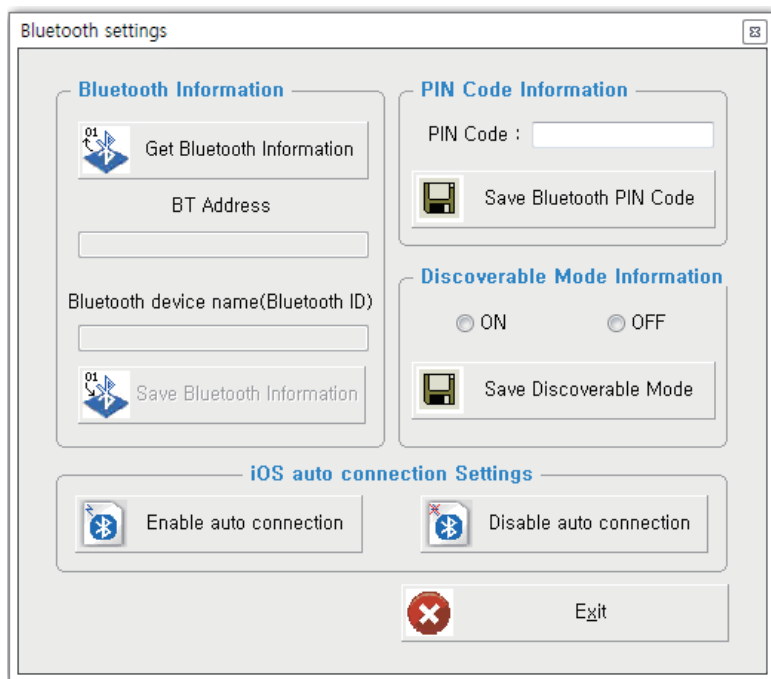 Bluetooth settings
Bluetooth Information
01
Get Bluetooth Information
BT Address
Bluetooth device name(Bluetooth ID)
01
Save Bluetooth Information
PIN Code Information
PIN Code :
Save Bluetooth PIN Code
Discoverable Mode Information
ON OFF
Save Discoverable Mode
iOS auto connection Settings
Enable auto connection
Disable auto connection
Exit